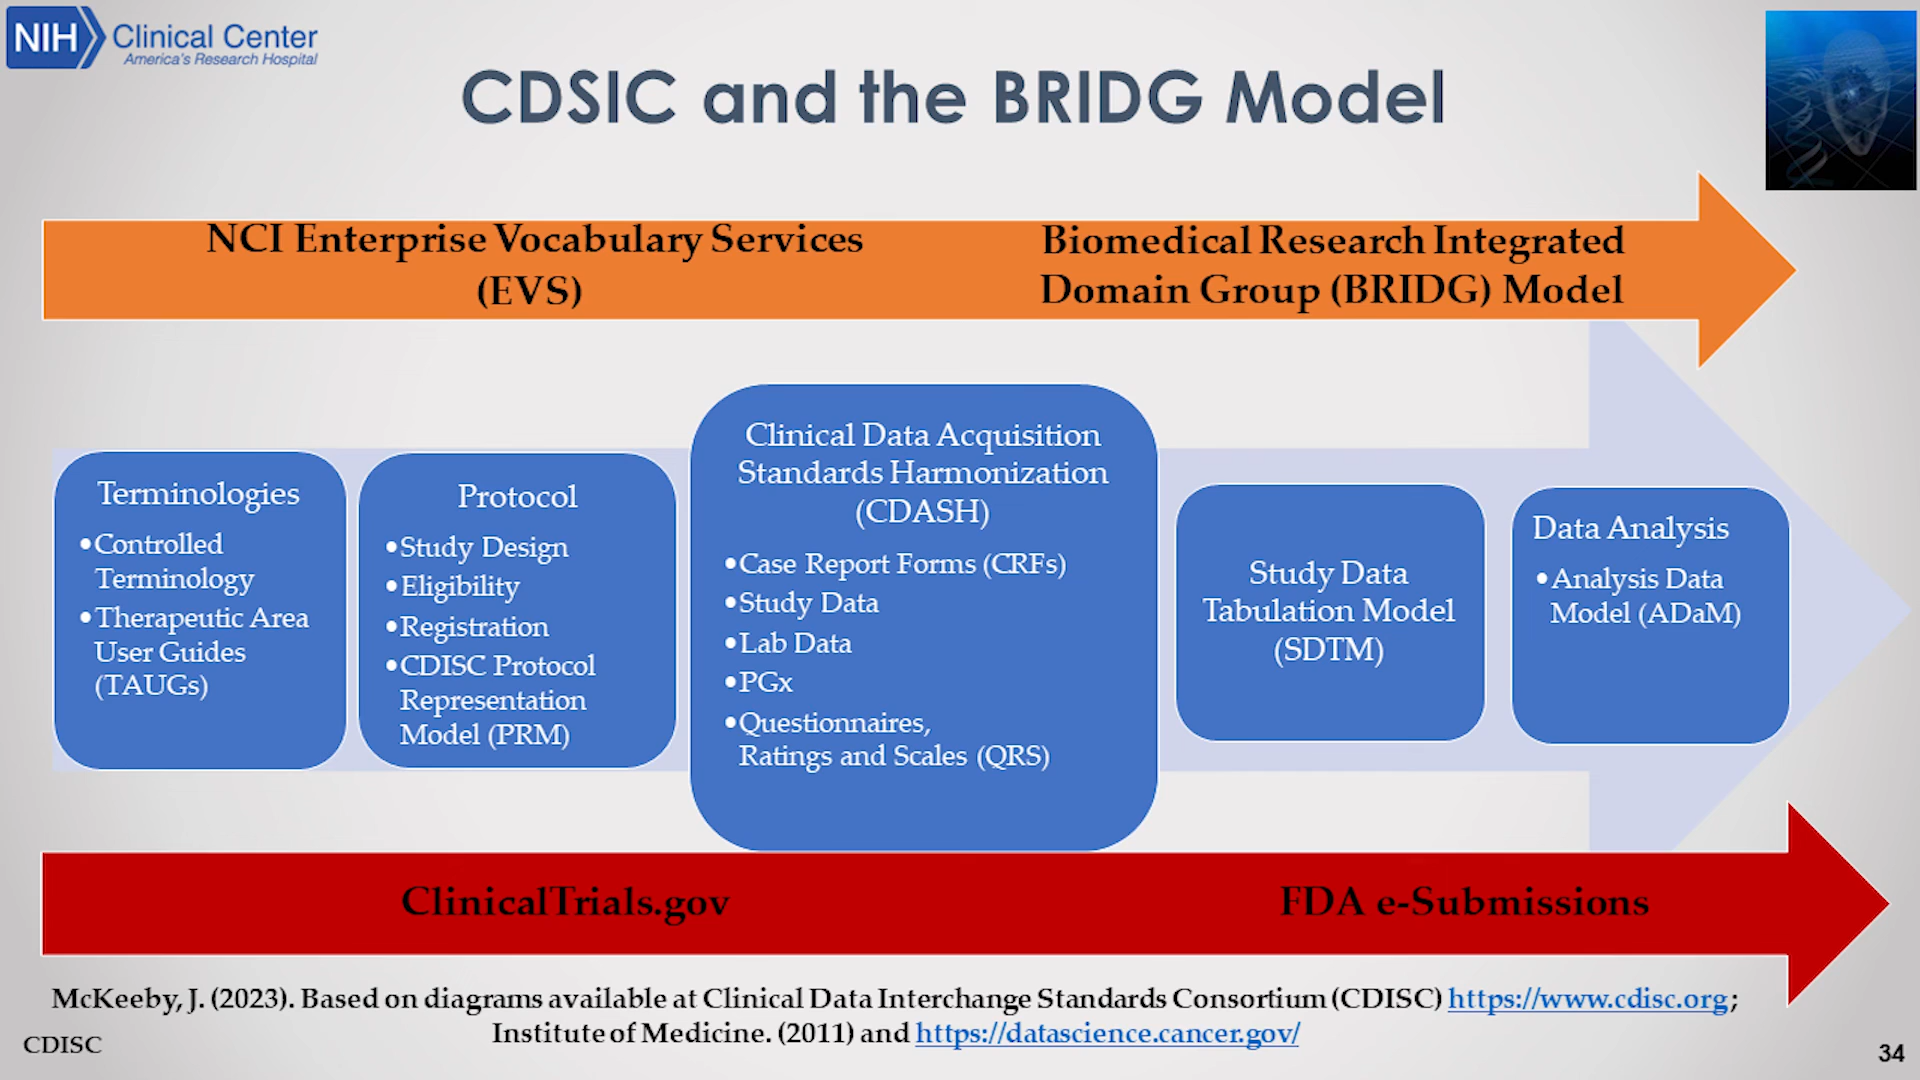 NIH Clinical Center
America's Research Hospital
CDSIC and the BRIDG Model
NCI Enterprise Vocabulary Services
(EVS)
Biomedical Research Integrated
Domain Group (BRIDG) Model
Terminologies
•Controlled
Terminology
•Therapeutic Area
User Guides
(TAUGs)
Protocol
•Study Design
•Eligibility
•Registration
•CDISC Protocol
Representation
Model (PRM)
Clinical Data Acquisition
Standards Harmonization
(CDASH)
•Case Report Forms (CRFs)
•Study Data
•Lab Data
•PGx
•Questionnaires,
Ratings and Scales (QRS)
Study Data
Tabulation Model
(SDTM)
Data Analysis
•Analysis Data
Model (ADaM)
ClinicalTrials.gov
FDA e-Submissions
McKeeby, J. (2023). Based on diagrams available at Clinical Data Interchange Standards Consortium (CDISC) https://www.cdisc.org;
Institute of Medicine. (2011) and https://datascience.cancer.gov/
CDISC
34